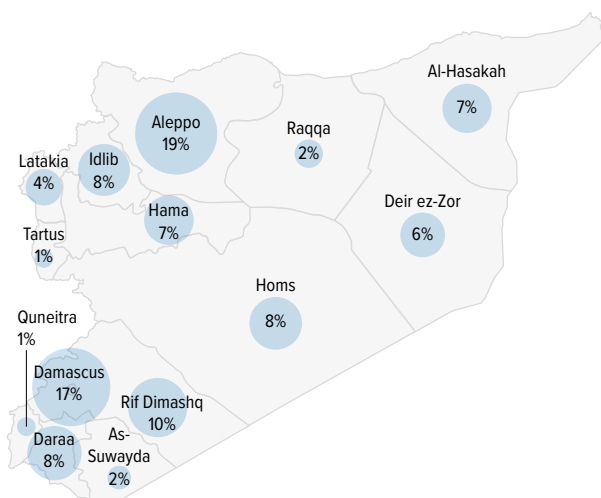 Al-Hasakah
7%
Aleppo
19%
Raqqa
2%
Latakia
4%
Idlib
8%
Deir ez-Zor
6%
Hama
7%
Tartus
1%
Homs
8%
Quneitra
1%
Damascus
17%
Rif Dimashq
10%
Daraa
8%
As-
Suwayda
2%